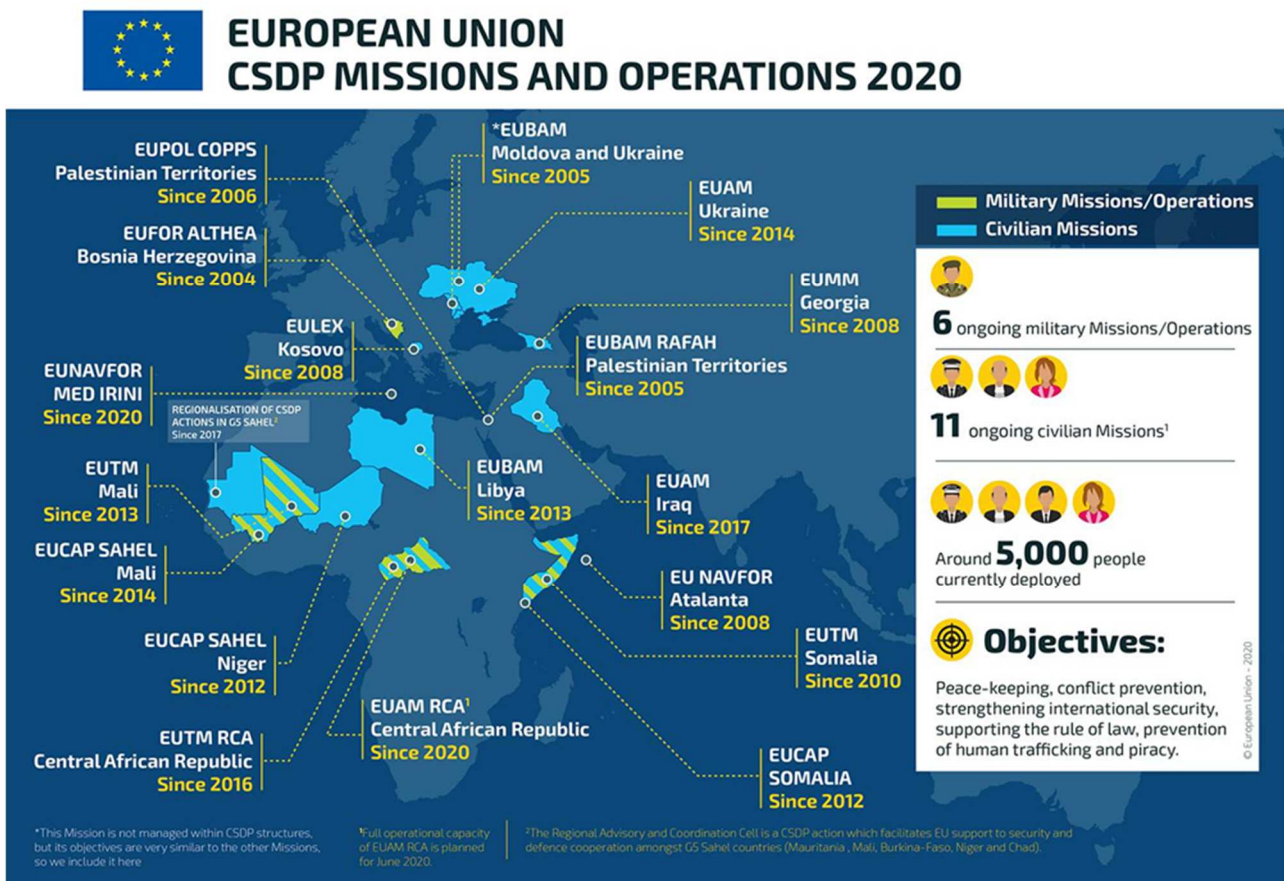 EUROPEAN UNION
CSDP MISSIONS AND OPERATIONS 2020
EUPOL COPPS
Palestinian Territories
Since 2006
*EUBAM
Moldova and Ukraine
Since 2005
EUAM
Ukraine
Since 2014
EUFOR ALTHEA
Bosnia Herzegovina
Since 2004
EUMM
Georgia
Since 2008
EULEX
Kosovo
Since 2008
EUBAM RAFAH
Palestinian Territories
Since 2005
EUNAVFOR
MED IRINI
Since 2020
REGIONALISATION OF CSDP
ACTIONS IN G5 SAHEL²
Since 2017
EUTM
Mali
Since 2013
EUBAM
Libya
Since 2013
EUAM
Iraq
Since 2017
EUCAP SAHEL
Mali
Since 2014
EU NAVFOR
Atalanta
Since 2008
EUCAP SAHEL
Niger
Since 2012
EUTM
Somalia
Since 2010
EUAM RCA¹
Central African Republic
Since 2020
EUTM RCA
Central African Republic
Since 2016
EUCAP
SOMALIA
Since 2012
Military Missions/Operations
Civilian Missions
6 ongoing military Missions/Operations
11 ongoing civilian Missions¹
Around 5,000 people
currently deployed
Objectives:
Peace-keeping, conflict prevention,
strengthening international security,
supporting the rule of law, prevention
of human trafficking and piracy.
© European Union - 2020
*This Mission is not managed within CSDP structures,
but its objectives are very similar to the other Missions,
so we include it here
¹Full operational capacity
of EUAM RCA is planned
for June 2020.
²The Regional Advisory and Coordination Cell is a CSDP action which facilitates EU support to security and
defence cooperation amongst G5 Sahel countries (Mauritania , Mali, Burkina-Faso, Niger and Chad).